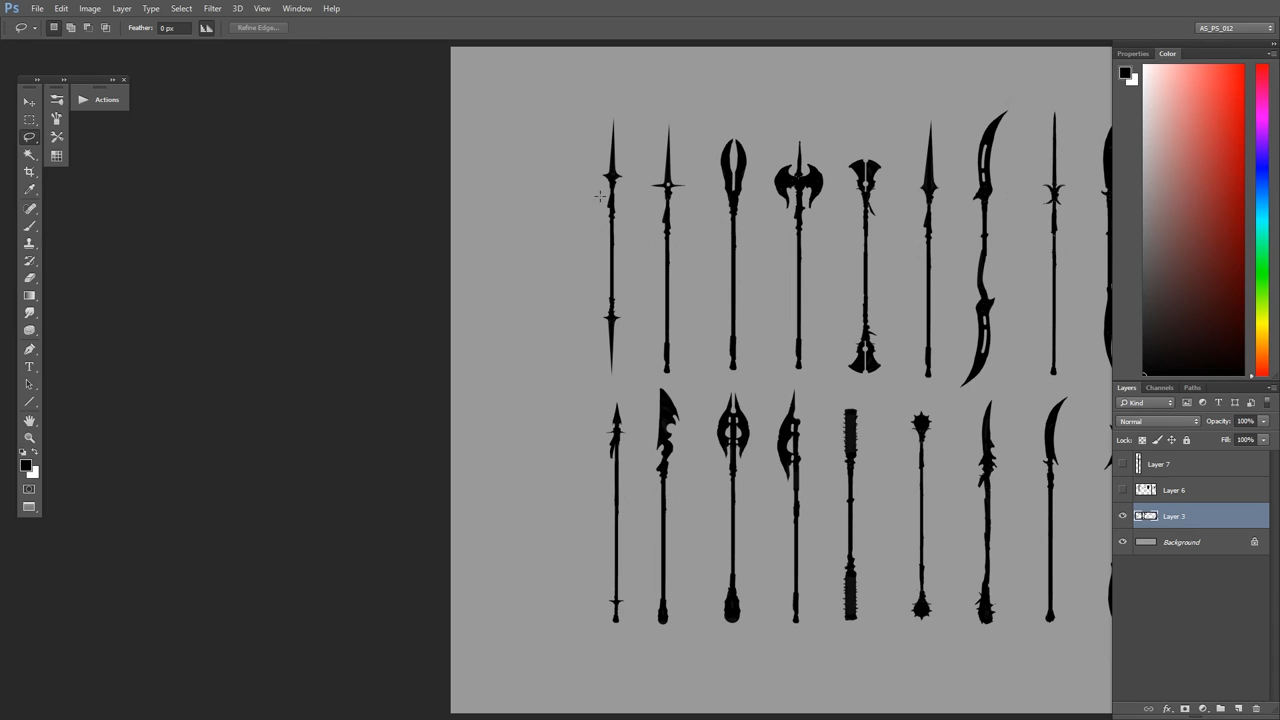 Ps File Edit Image Layer Type Select Filter 3D View Window Help
Feather: 0 px Refine Edge... AS_PS_012
Properties Color
Actions
Layers Channels Paths
Kind
Normal Opacity: 100%
Lock: Fill: 100%
Layer 7
Layer 6
Layer 3
Background